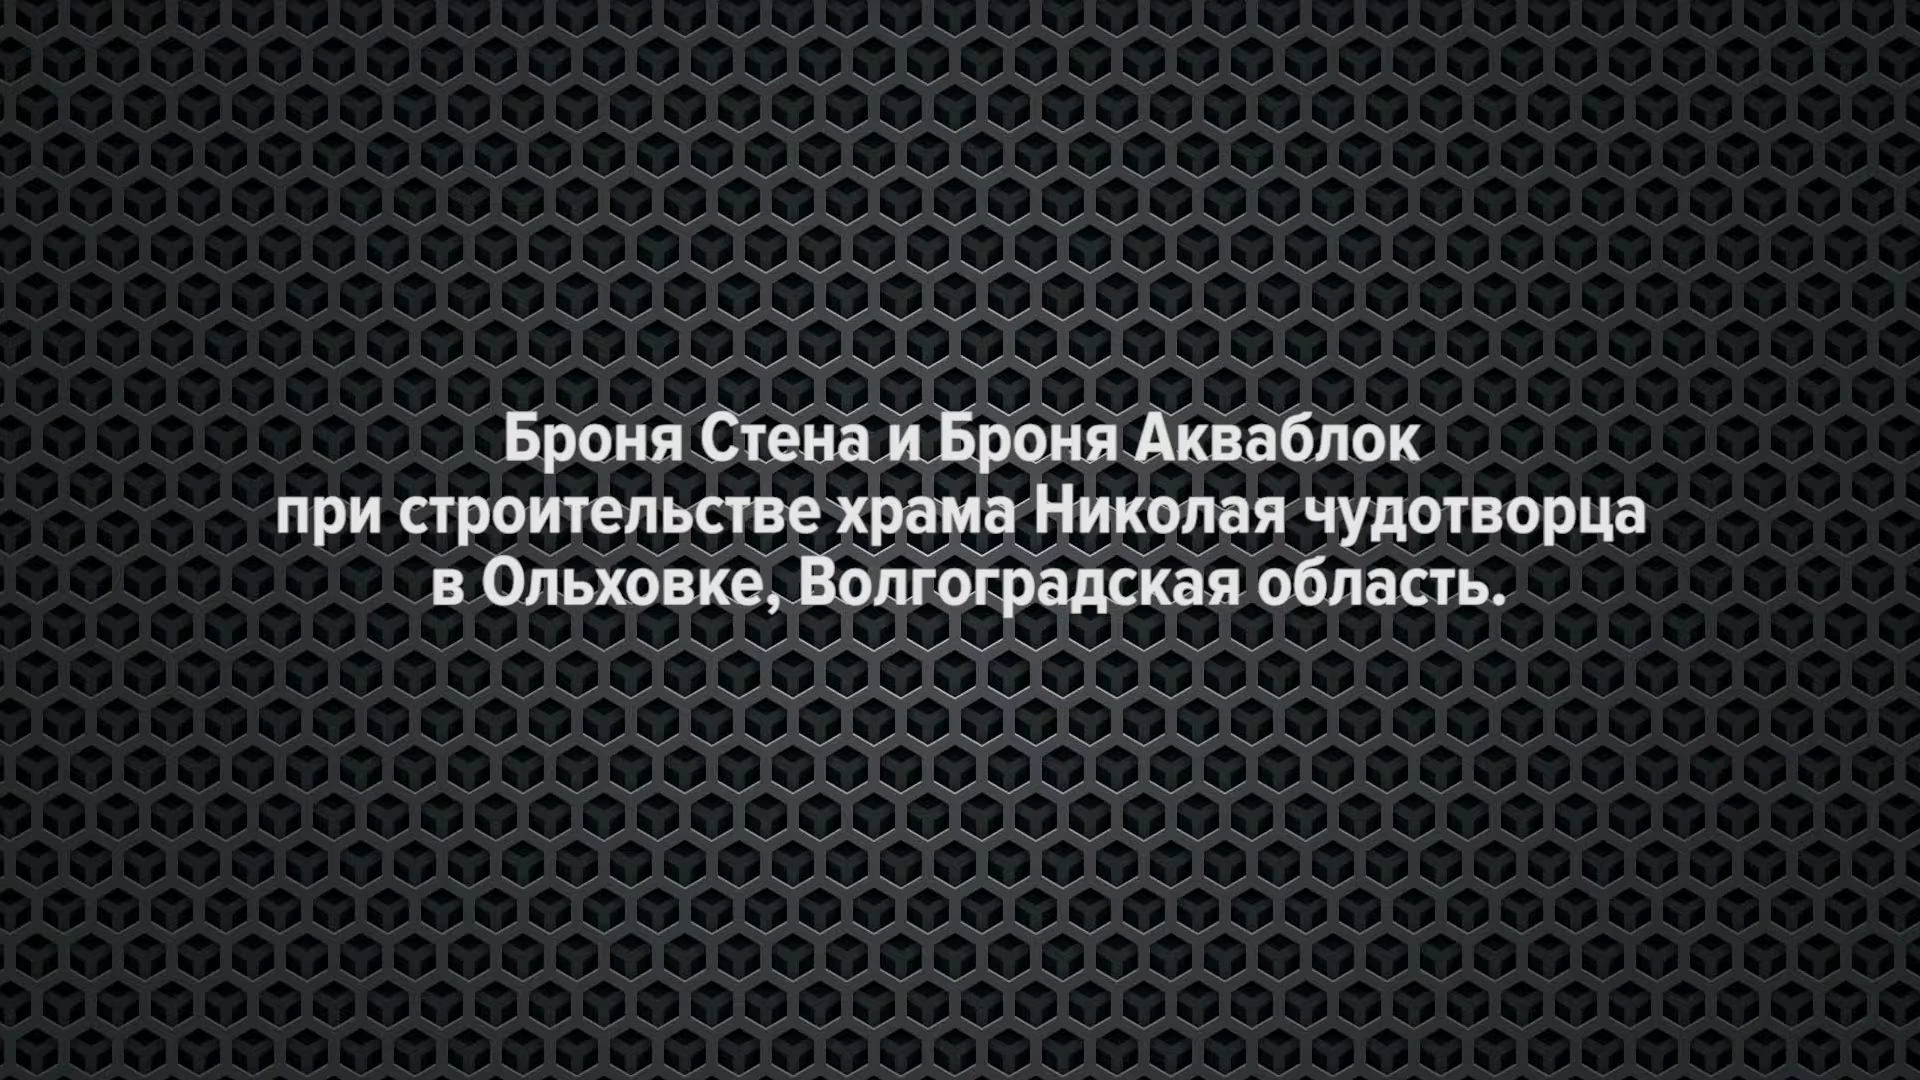 Броня Стена и Броня Акваблок
при строительстве храма Николая чудотворца
в Ольховке, Волгоградская область.